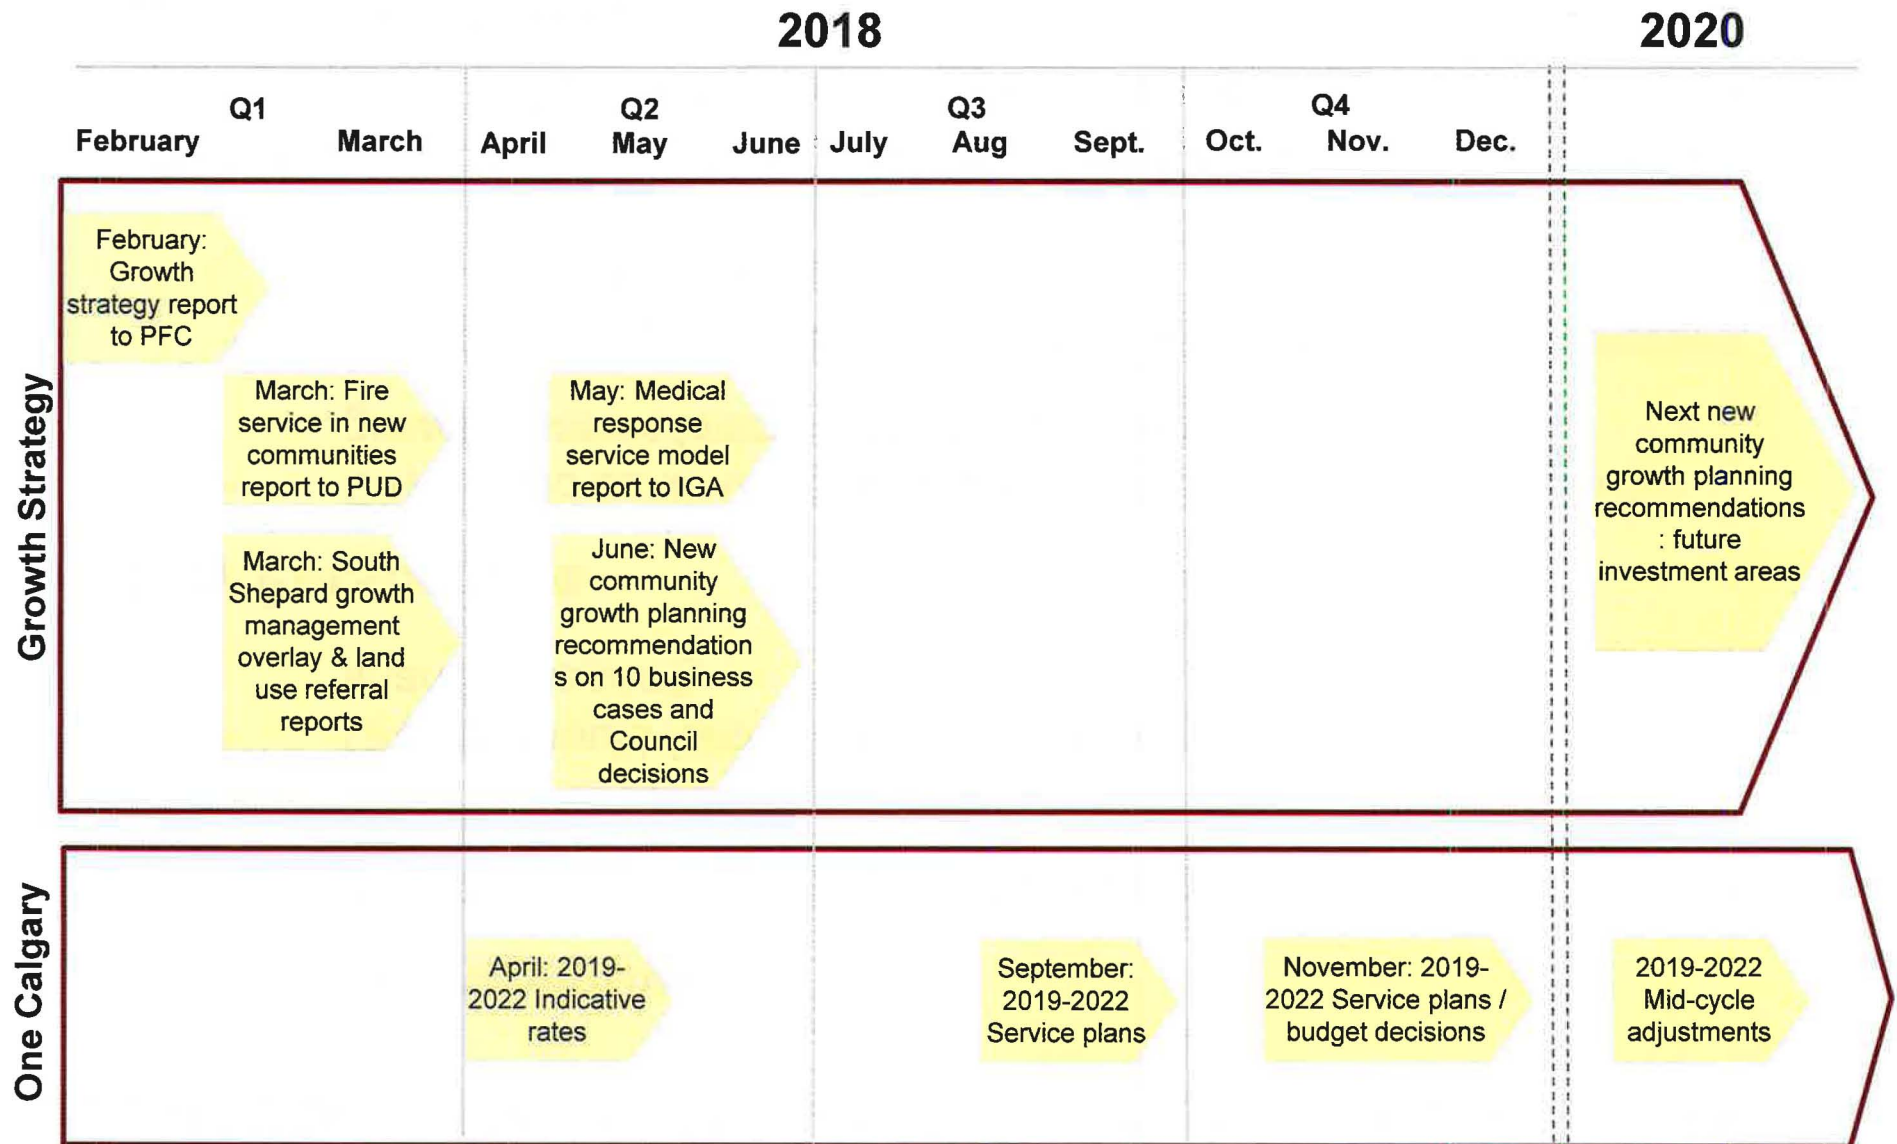 2018
2020
Q1
Q2
Q3
Q4
February
March
April
May
June
July
Aug
Sept.
Oct.
Nov.
Dec.
Growth Strategy
February:
Growth
strategy report
to PFC
March: Fire
service in new
communities
report to PUD
May: Medical
response
service model
report to IGA
March: South
Shepard growth
management
overlay & land
use referral
reports
June: New
community
growth planning
recommendation
s on 10 business
cases and
Council
decisions
Next new
community
growth planning
recommendations
: future
investment areas
One Calgary
April: 2019-
2022 Indicative
rates
September:
2019-2022
Service plans
November: 2019-
2022 Service plans /
budget decisions
2019-2022
Mid-cycle
adjustments